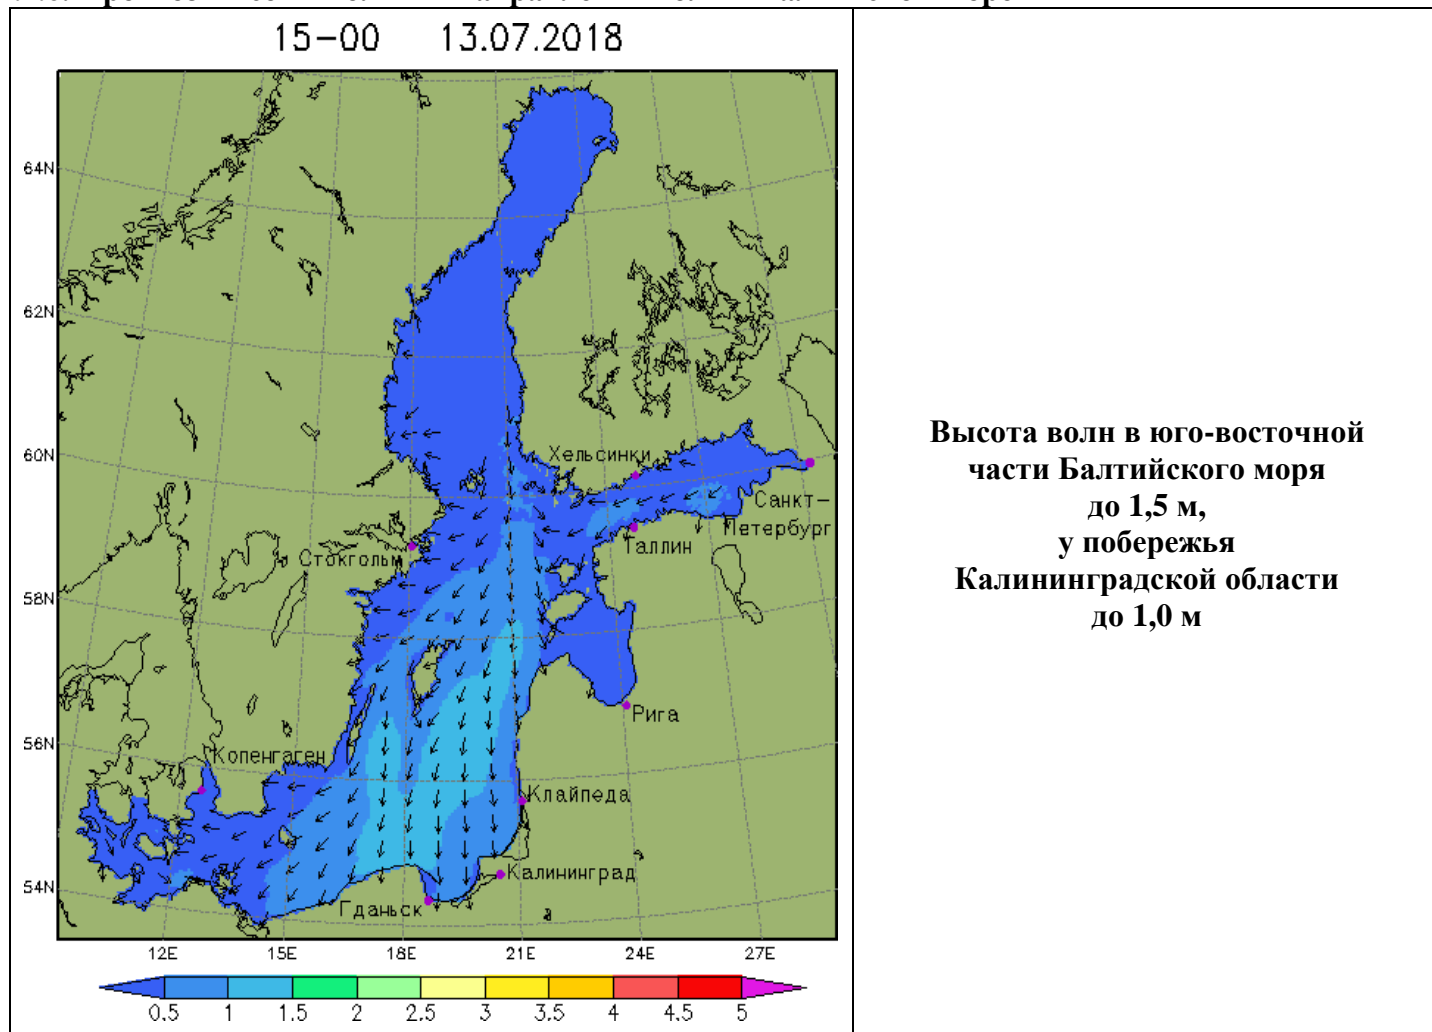 15-00 13.07.2018
64N
62N
60N
58N
56N
54N
Хельсинки
Санкт-
Петербург
Таллин
Стокгольм
Рига
Копенгаген
Клайпеда
Калининград
Гданьск
12E 15E 18E 21E 24E 27E
0.5 1 1.5 2 2.5 3 3.5 4 4.5 5
Высота волн в юго-восточной
части Балтийского моря
до 1,5 м,
у побережья
Калининградской области
до 1,0 м